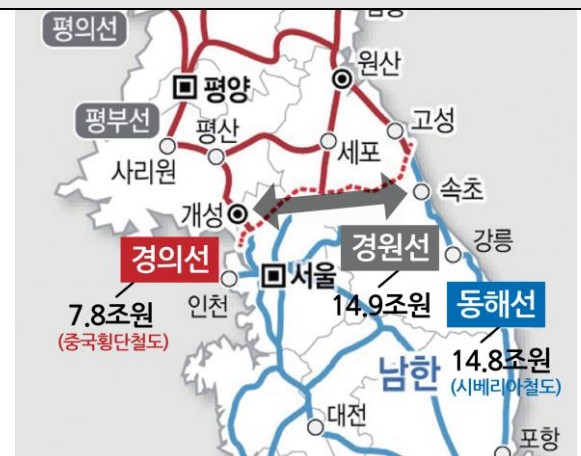 평의선
원산
평양
고성
평부선
평산
세포
사리원
속초
개성
경의선
경원선
강릉
서울
인천
7.8조원
(중국횡단철도)
14.9조원
동해선
남한
14.8조원
(시베리아철도)
대전
포항